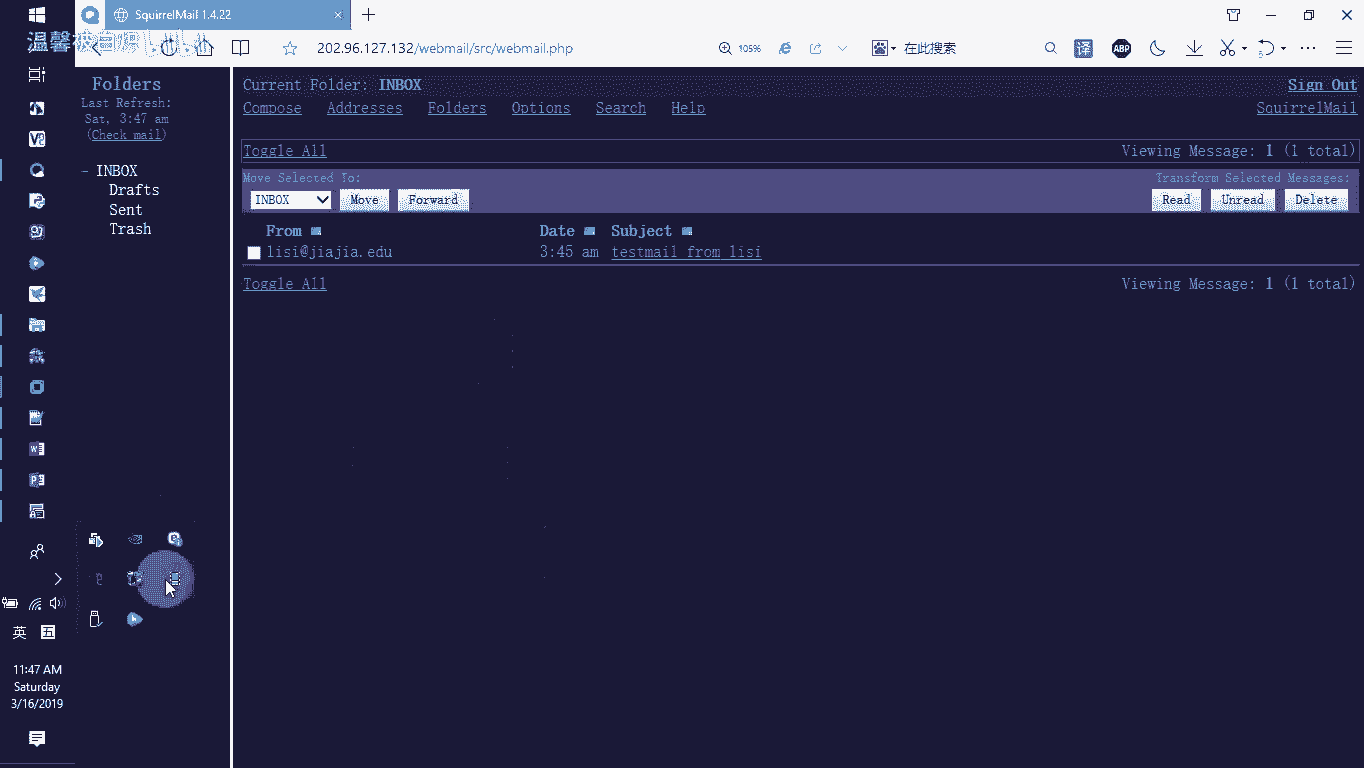 SquirrelMail 1.4.22
202.96.127.132/webmail/src/webmail.php
105%
在此搜索
译
ABP
Folders
Last Refresh:
Sat, 3:47 am
(Check mail)
- INBOX
Drafts
Sent
Trash
Current Folder: INBOX
Sign Out
Compose Addresses Folders Options Search Help
SquirrelMail
Toggle All
Viewing Message: 1 (1 total)
Move Selected To:
Transform Selected Messages:
INBOX Move Forward
Read Unread Delete
From Date Subject
lisi@jiajia.edu 3:45 am testmail from lisi
Toggle All
Viewing Message: 1 (1 total)
英 五
11:47 AM
Saturday
3/16/2019